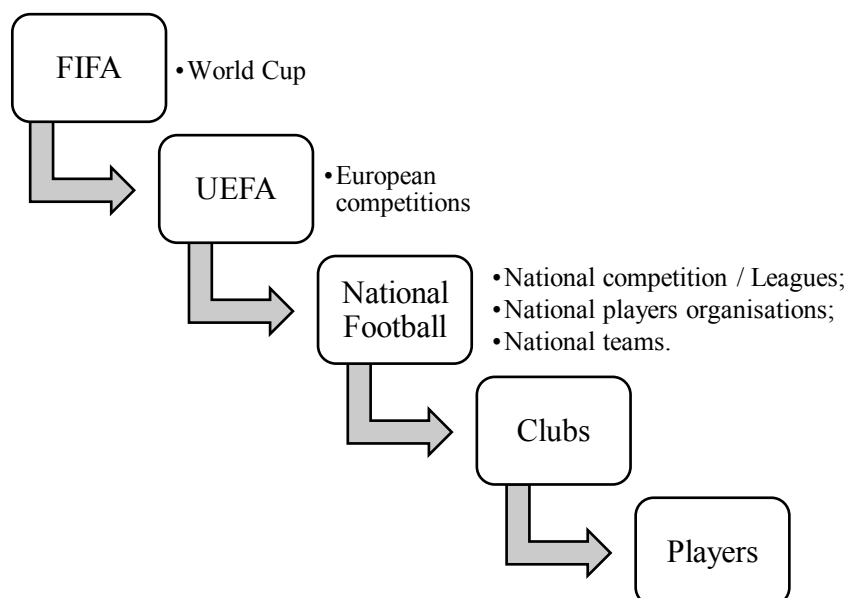 FIFA
•World Cup
UEFA
•European
competitions
National
Football
•National competition / Leagues;
•National players organisations;
•National teams.
Clubs
Players